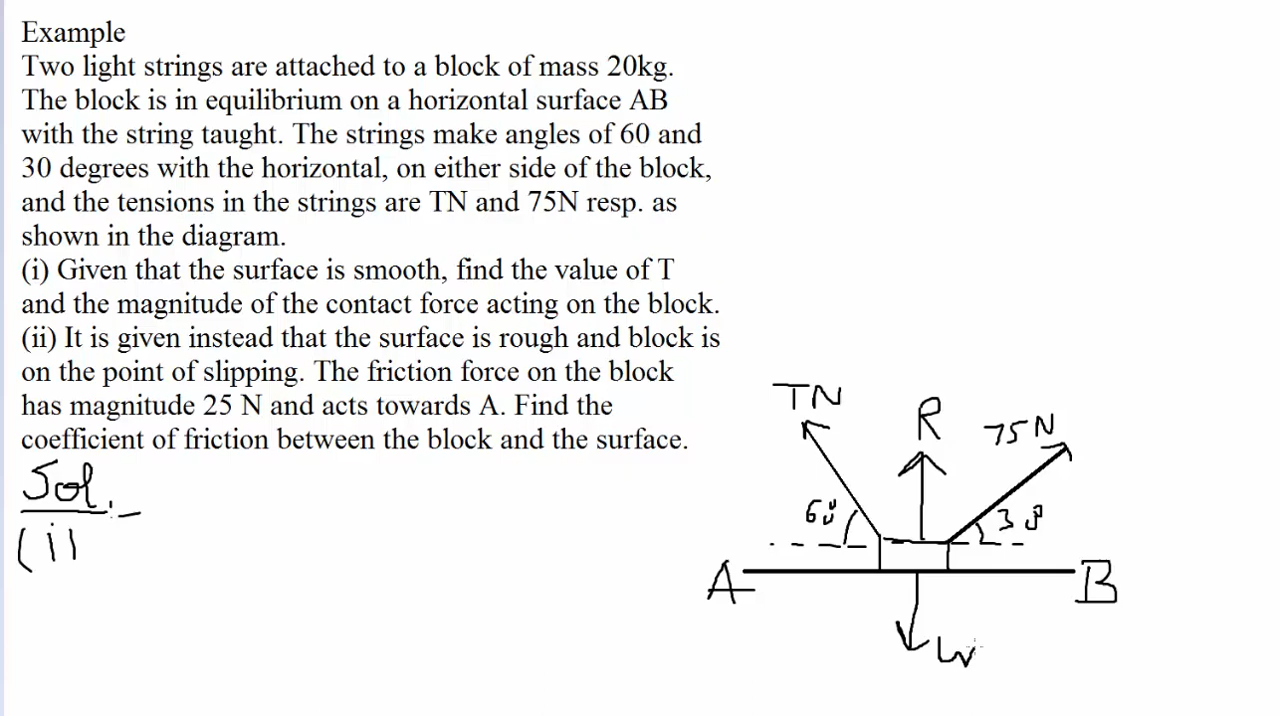 Example
Two light strings are attached to a block of mass 20kg.
The block is in equilibrium on a horizontal surface AB
with the string taught. The strings make angles of 60 and
30 degrees with the horizontal, on either side of the block,
and the tensions in the strings are TN and 75N resp. as
shown in the diagram.
(i) Given that the surface is smooth, find the value of T
and the magnitude of the contact force acting on the block.
(ii) It is given instead that the surface is rough and block is
on the point of slipping. The friction force on the block
has magnitude 25 N and acts towards A. Find the
coefficient of friction between the block and the surface.
Sol:-
(i)
TN
R
75N
60°
30°
A
B
W